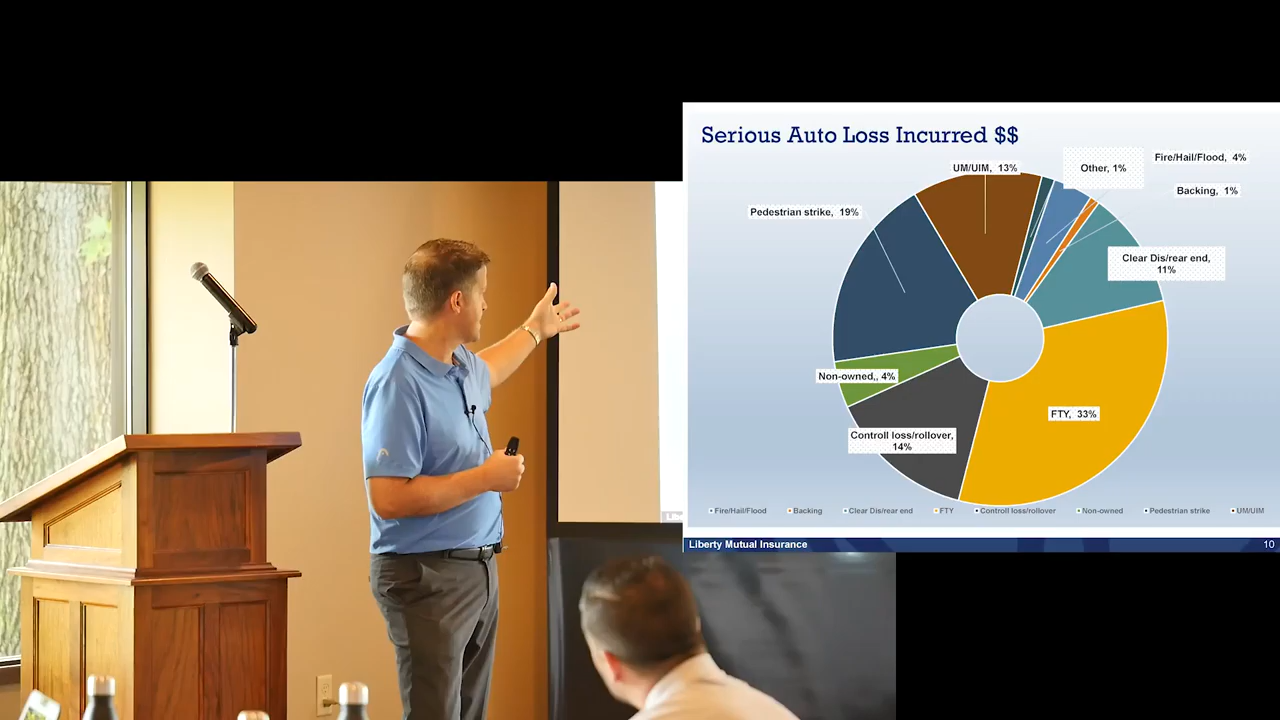 Serious Auto Loss Incurred $$
UM/UIM, 13%
Other, 1%
Fire/Hail/Flood, 4%
Backing, 1%
Pedestrian strike, 19%
Clear Dis/rear end,
11%
Non-owned,, 4%
FTY, 33%
Controll loss/rollover,
14%
Fire/Hail/Flood Backing Clear Dis/rear end FTY Controll loss/rollover Non-owned Pedestrian strike UM/UIM
Liberty Mutual Insurance 10